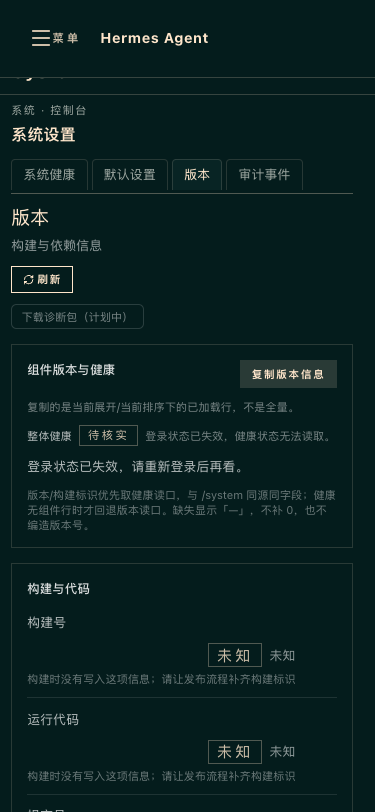 菜单 Hermes Agent
系统 · 控制台
系统设置
系统健康 默认设置 版本 审计事件
版本
构建与依赖信息
刷新
下载诊断包（计划中）
组件版本与健康 复制版本信息
复制的是当前展开/当前排序下的已加载行，不是全量。
整体健康 待核实 登录状态已失效，健康状态无法读取。
登录状态已失效，请重新登录后再看。
版本/构建标识优先取健康读口，与 /system 同源同字段；健康
无组件行时才回退版本读口。缺失显示「—」，不补 0，也不
编造版本号。
构建与代码
构建号
未知 未知
构建时没有写入这项信息；请让发布流程补齐构建标识
运行代码
未知 未知
构建时没有写入这项信息；请让发布流程补齐构建标识